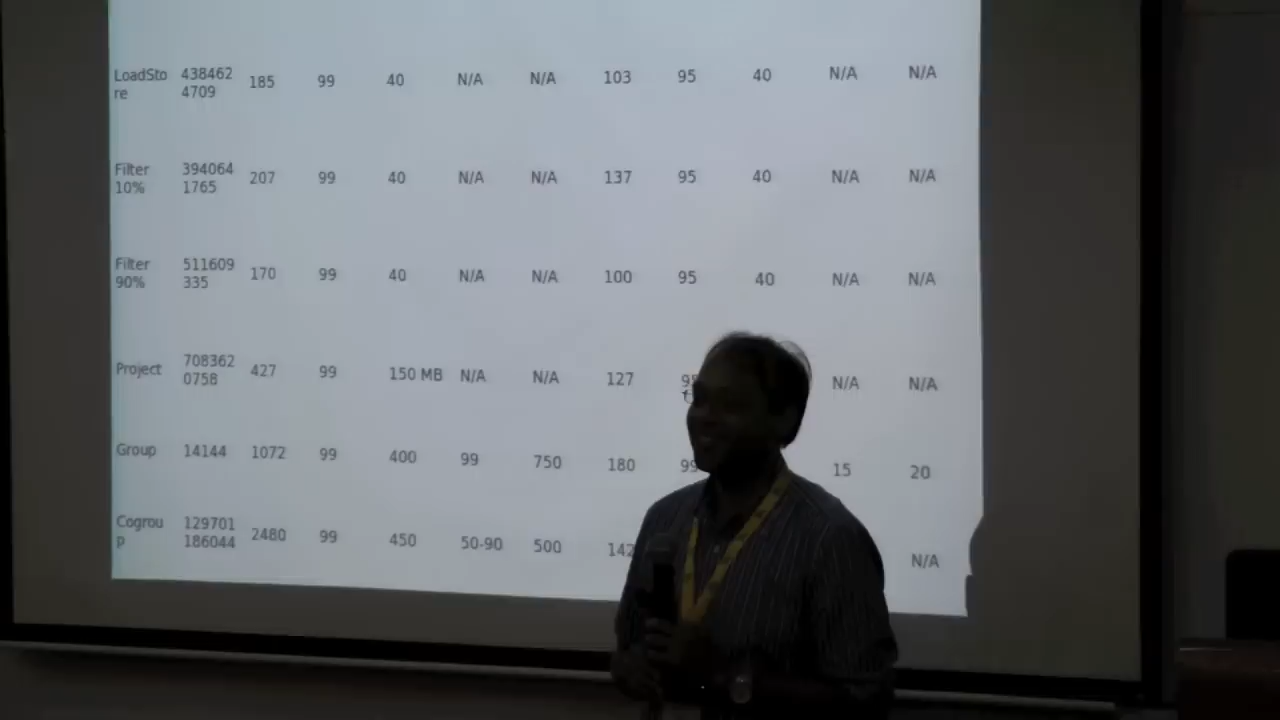 LoadSto 438462 185 99 40 N/A N/A 103 95 40 N/A N/A
re 4709
Filter 394064 207 99 40 N/A N/A 137 95 40 N/A N/A
10% 1765
Filter 511609 170 99 40 N/A N/A 100 95 40 N/A N/A
90% 335
Project 708362 427 99 150 MB N/A N/A 127 N/A N/A
0758
Group 14144 1072 99 400 99 750 180 99 15 20
Cogrou 129701 2480 99 450 50-90 500 142 N/A
p 186044